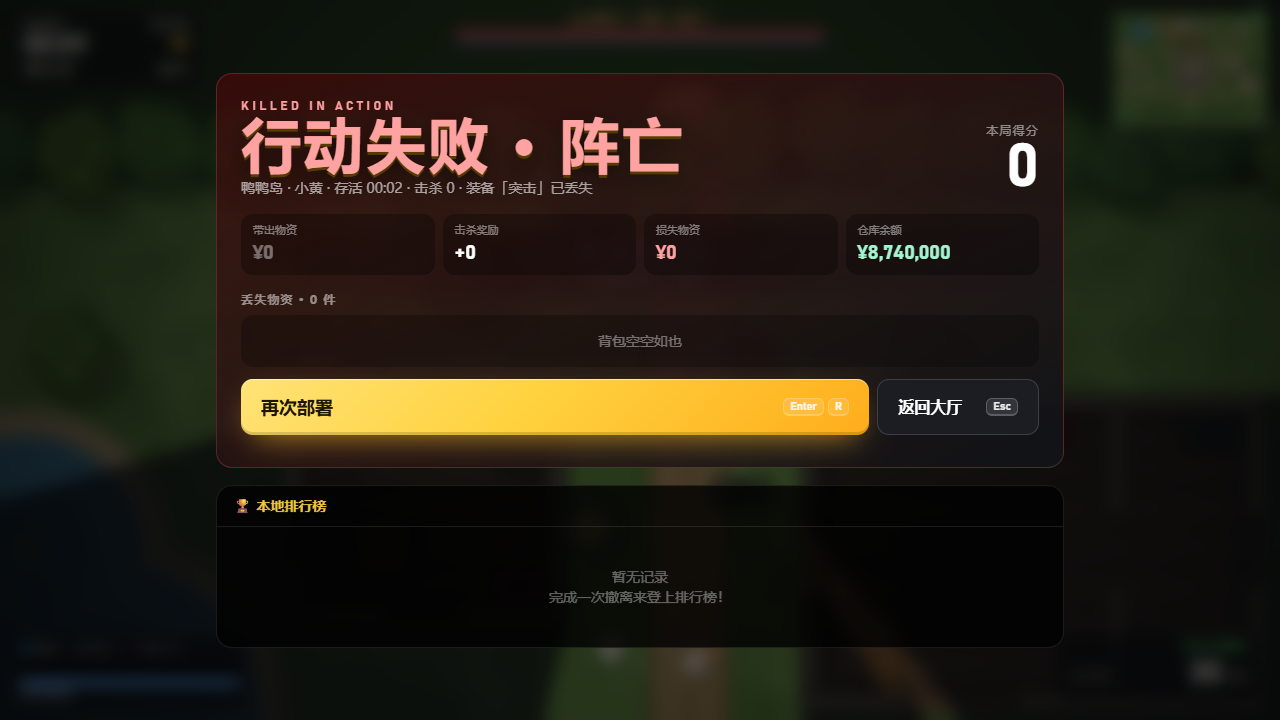 KILLED IN ACTION
行动失败 • 阵亡
鸭鸭岛 · 小黄 · 存活 00:02 · 击杀 0 · 装备「突击」已丢失
本局得分
0
带出物资
¥0
击杀奖励
+0
损失物资
¥0
仓库余额
¥8,740,000
丢失物资 • 0 件
背包空空如也
再次部署 Enter R
返回大厅 Esc
🏆 本地排行榜
暂无记录
完成一次撤离来登上排行榜！